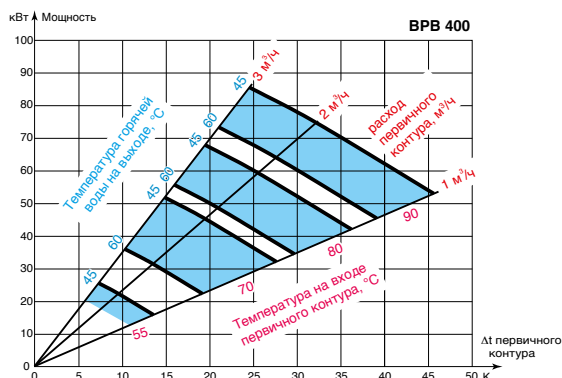 кВт Мощность
BPB 400
100
90
80
70
60
50
40
30
20
10
0
Температура горячей
воды на выходе, °C
45
3 м³/ч
60
45
2 м³/ч
60
45
60
45
расход
первичного
контура, м³/ч
1 м³/ч
90
80
70
55
Температура на входе
первичного контура, °C
Δt первичного
контура
0 5 10 15 20 25 30 35 K 45 50 K